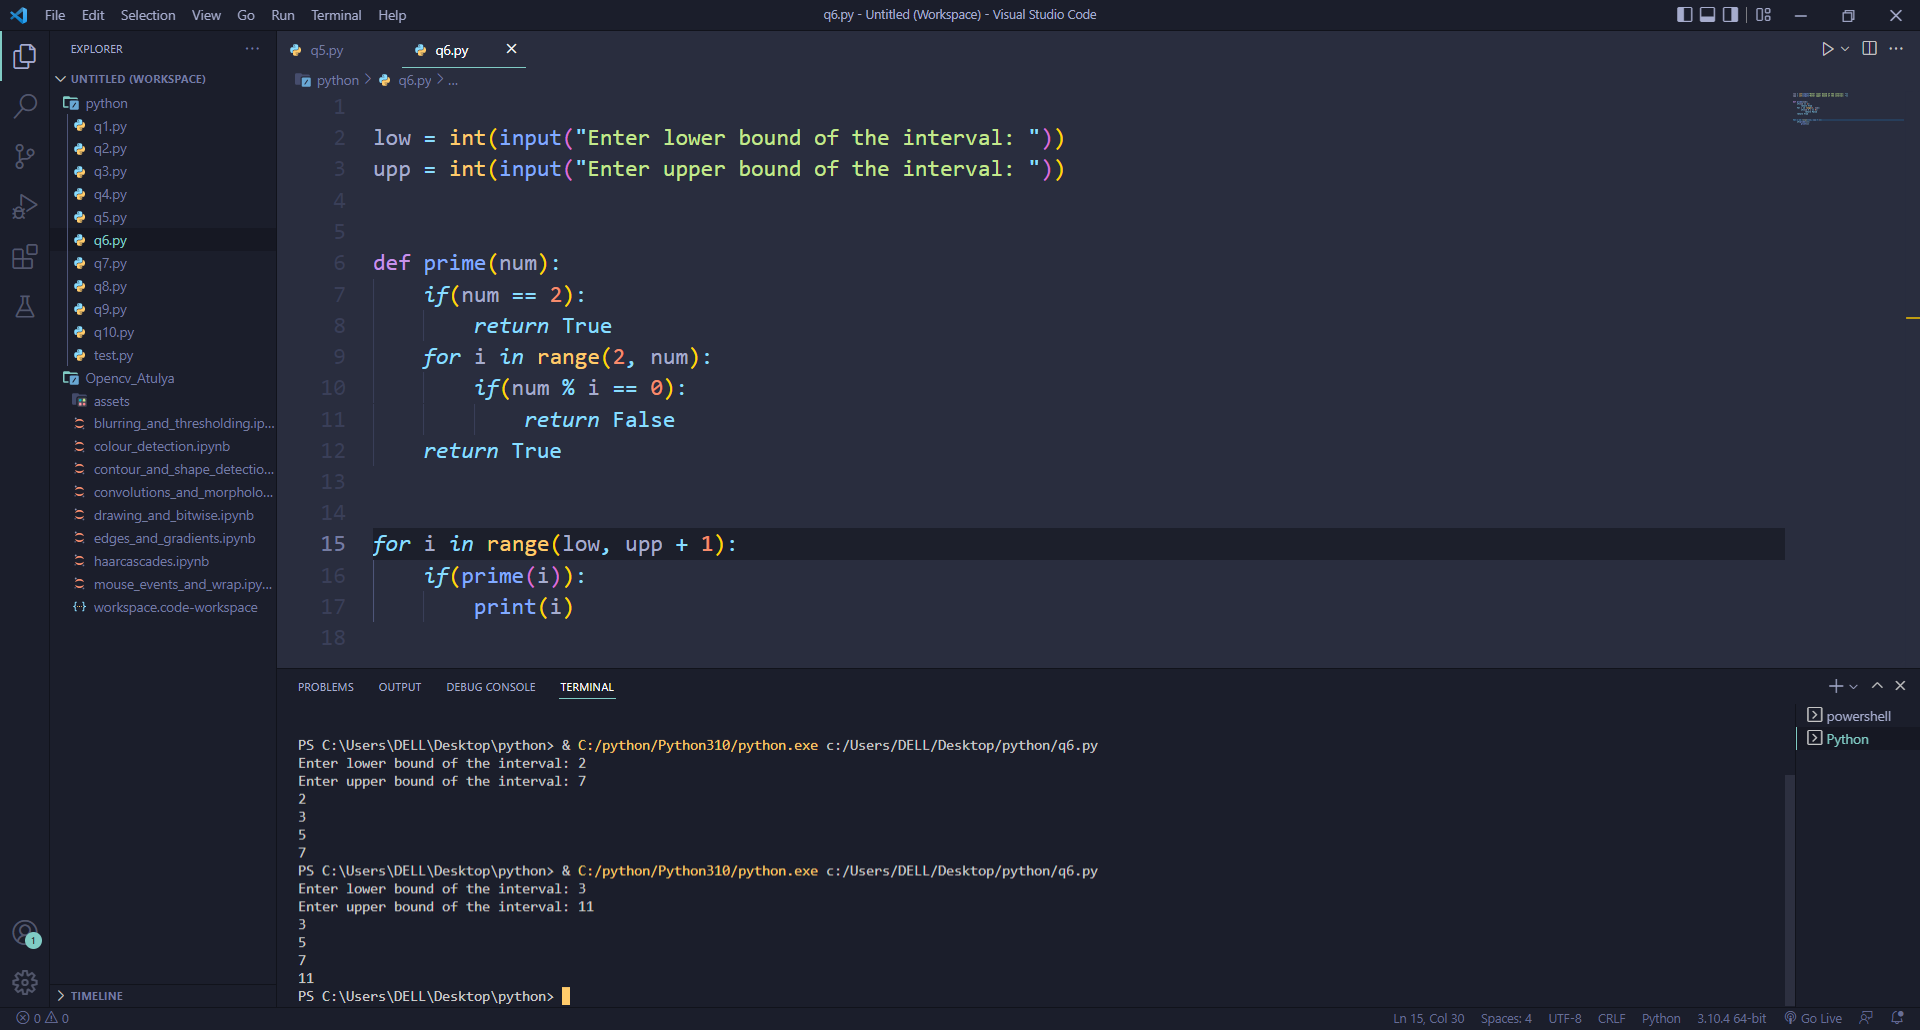 File Edit Selection View Go Run Terminal Help
q6.py - Untitled (Workspace) - Visual Studio Code
EXPLORER
UNTITLED (WORKSPACE)
python
q1.py
q2.py
q3.py
q4.py
q5.py
q6.py
q7.py
q8.py
q9.py
q10.py
test.py
Opencv_Atulya
assets
blurring_and_thresholding.ip...
colour_detection.ipynb
contour_and_shape_detectio...
convolutions_and_morpholo...
drawing_and_bitwise.ipynb
edges_and_gradients.ipynb
haarcascades.ipynb
mouse_events_and_wrap.ipy...
workspace.code-workspace
1
TIMELINE
q5.py q6.py
python > q6.py > ...
1
2 low = int(input("Enter lower bound of the interval: "))
3 upp = int(input("Enter upper bound of the interval: "))
4
5
6 def prime(num):
7 if(num == 2):
8 return True
9 for i in range(2, num):
10 if(num % i == 0):
11 return False
12 return True
13
14
15 for i in range(low, upp + 1):
16 if(prime(i)):
17 print(i)
18
PROBLEMS OUTPUT DEBUG CONSOLE TERMINAL
powershell
Python
PS C:\Users\DELL\Desktop\python> & C:/python/Python310/python.exe c:/Users/DELL/Desktop/python/q6.py
Enter lower bound of the interval: 2
Enter upper bound of the interval: 7
2
3
5
7
PS C:\Users\DELL\Desktop\python> & C:/python/Python310/python.exe c:/Users/DELL/Desktop/python/q6.py
Enter lower bound of the interval: 3
Enter upper bound of the interval: 11
3
5
7
11
PS C:\Users\DELL\Desktop\python>
0 0 Ln 15, Col 30 Spaces: 4 UTF-8 CRLF Python 3.10.4 64-bit Go Live